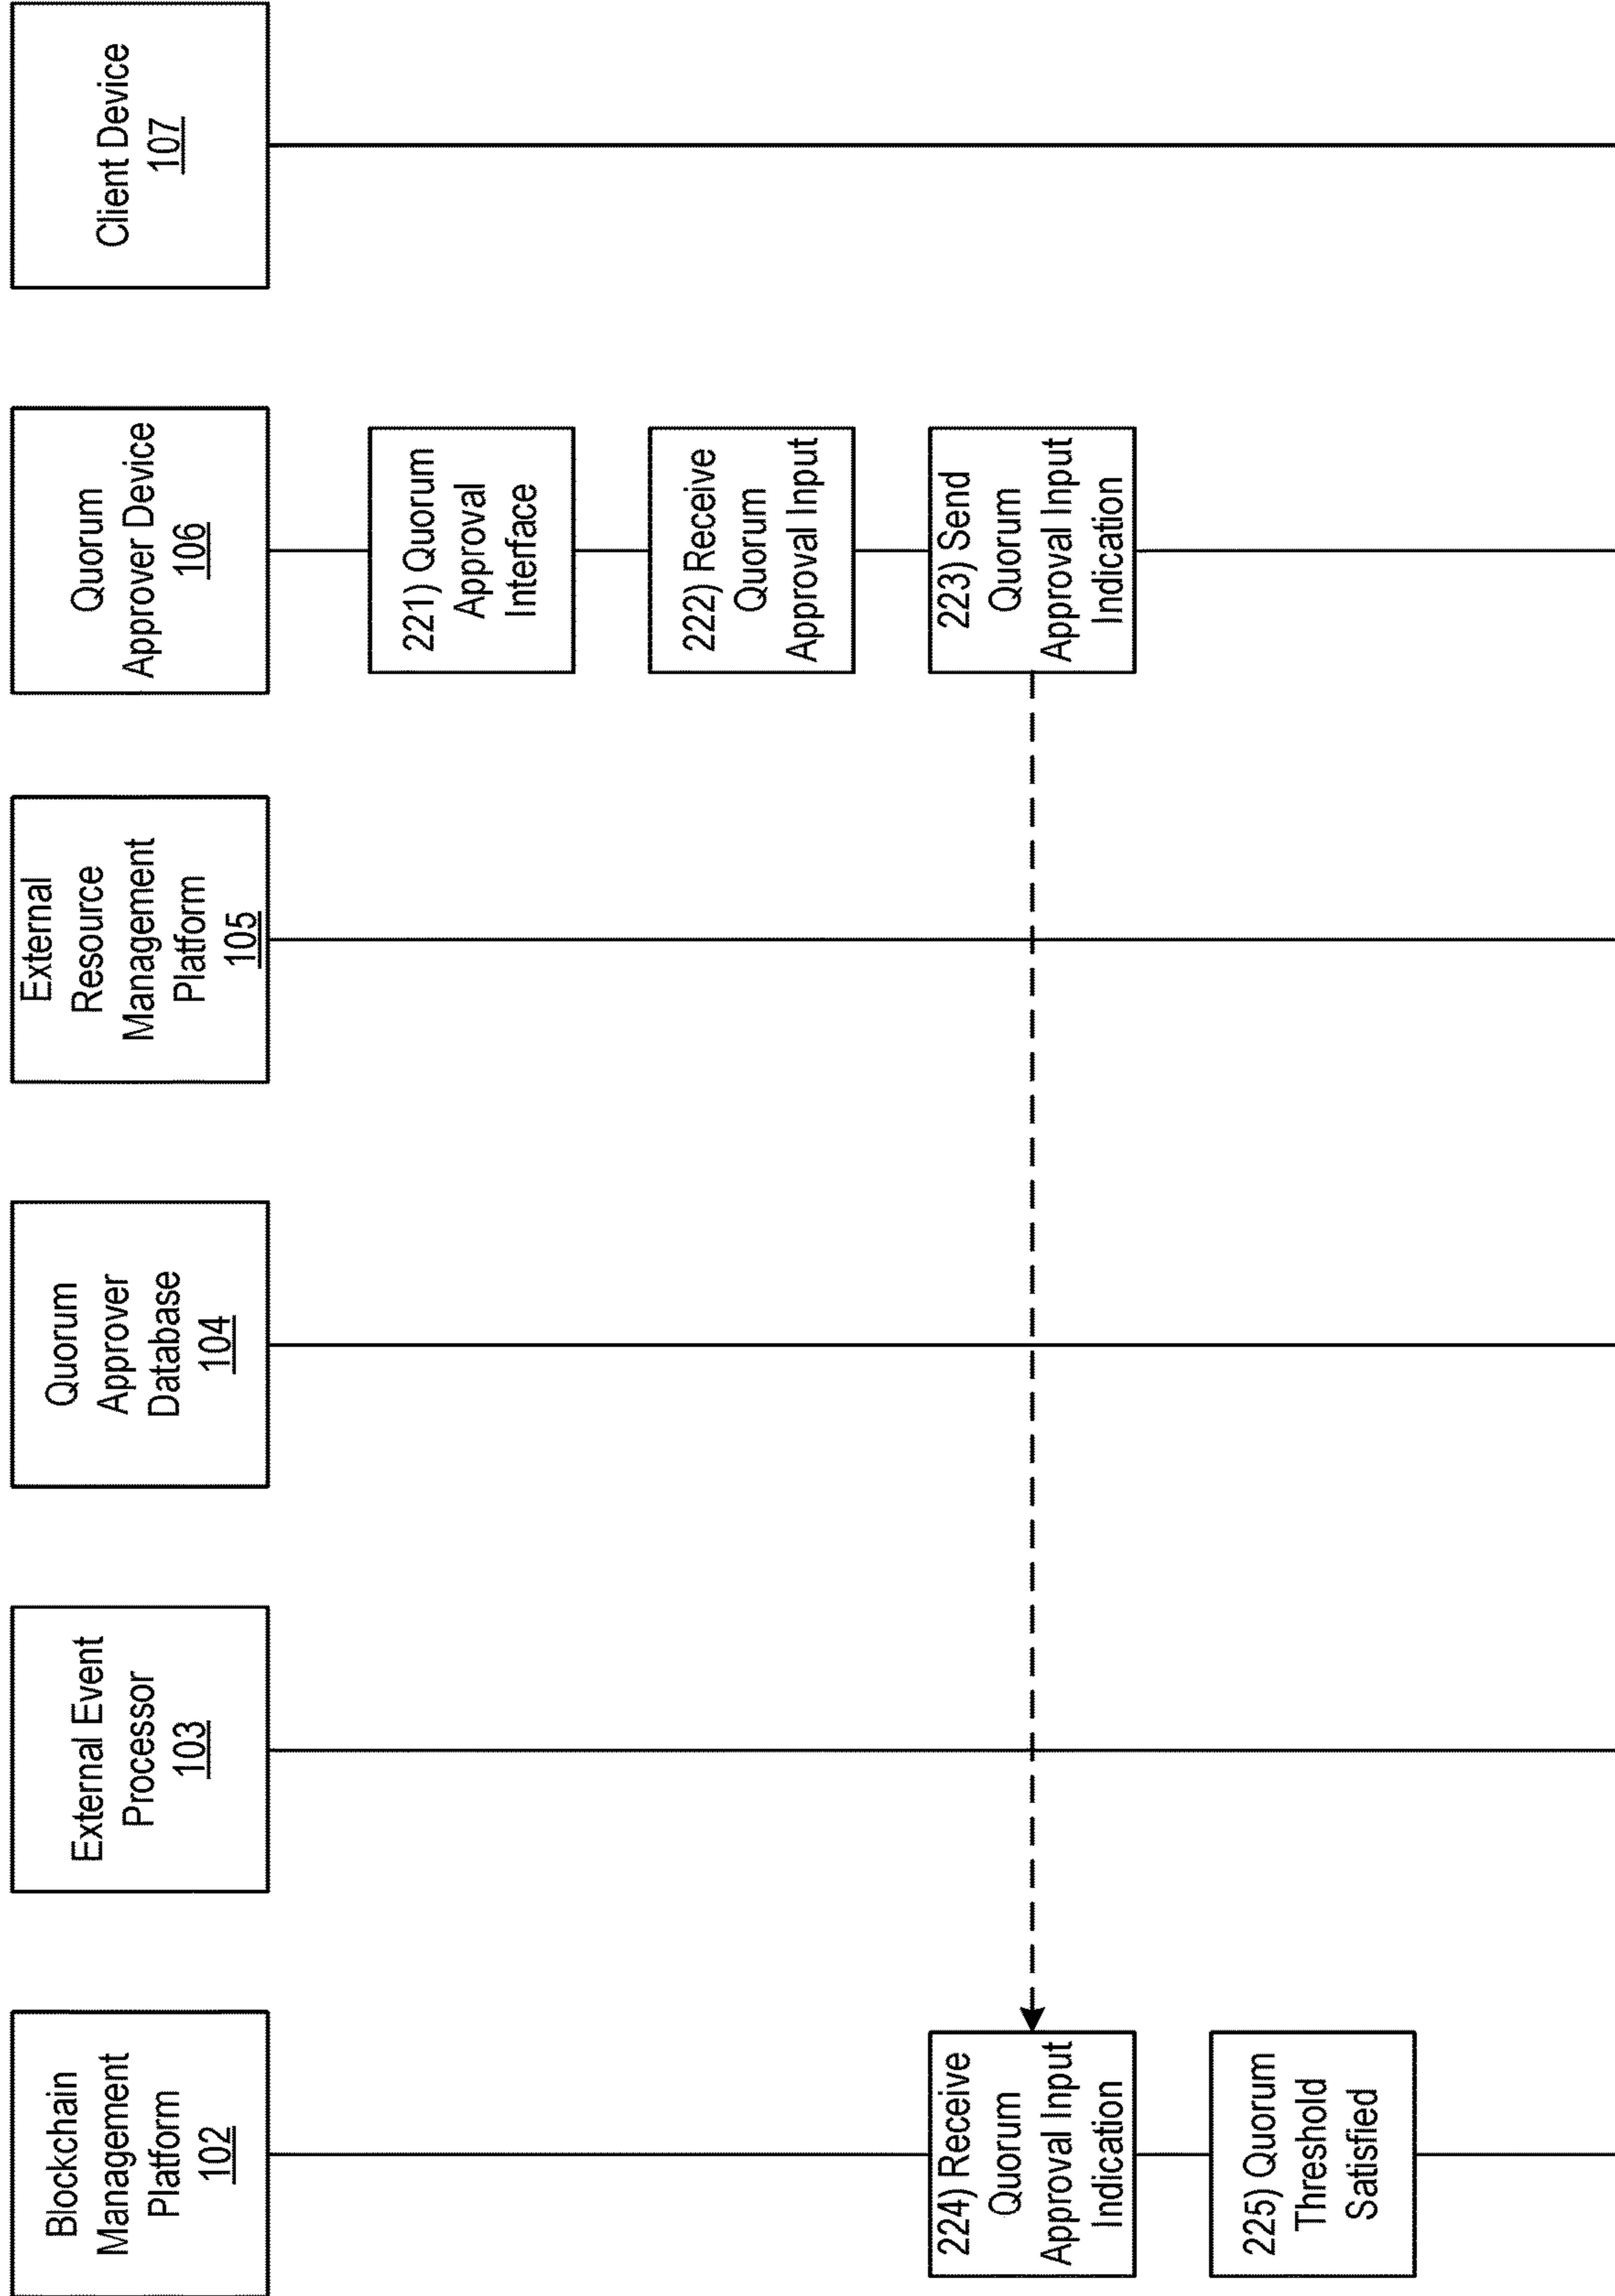 Blockchain
Management
Platform
102
External Event
Processor
103
Quorum
Approver
Database
104
External
Resource
Management
Platform
105
Quorum
Approver Device
106
Client Device
107
221) Quorum
Approval
Interface
222) Receive
Quorum
Approval Input
223) Send
Quorum
Approval Input
Indication
224) Receive
Quorum
Approval Input
Indication
225) Quorum
Threshold
Satisfied